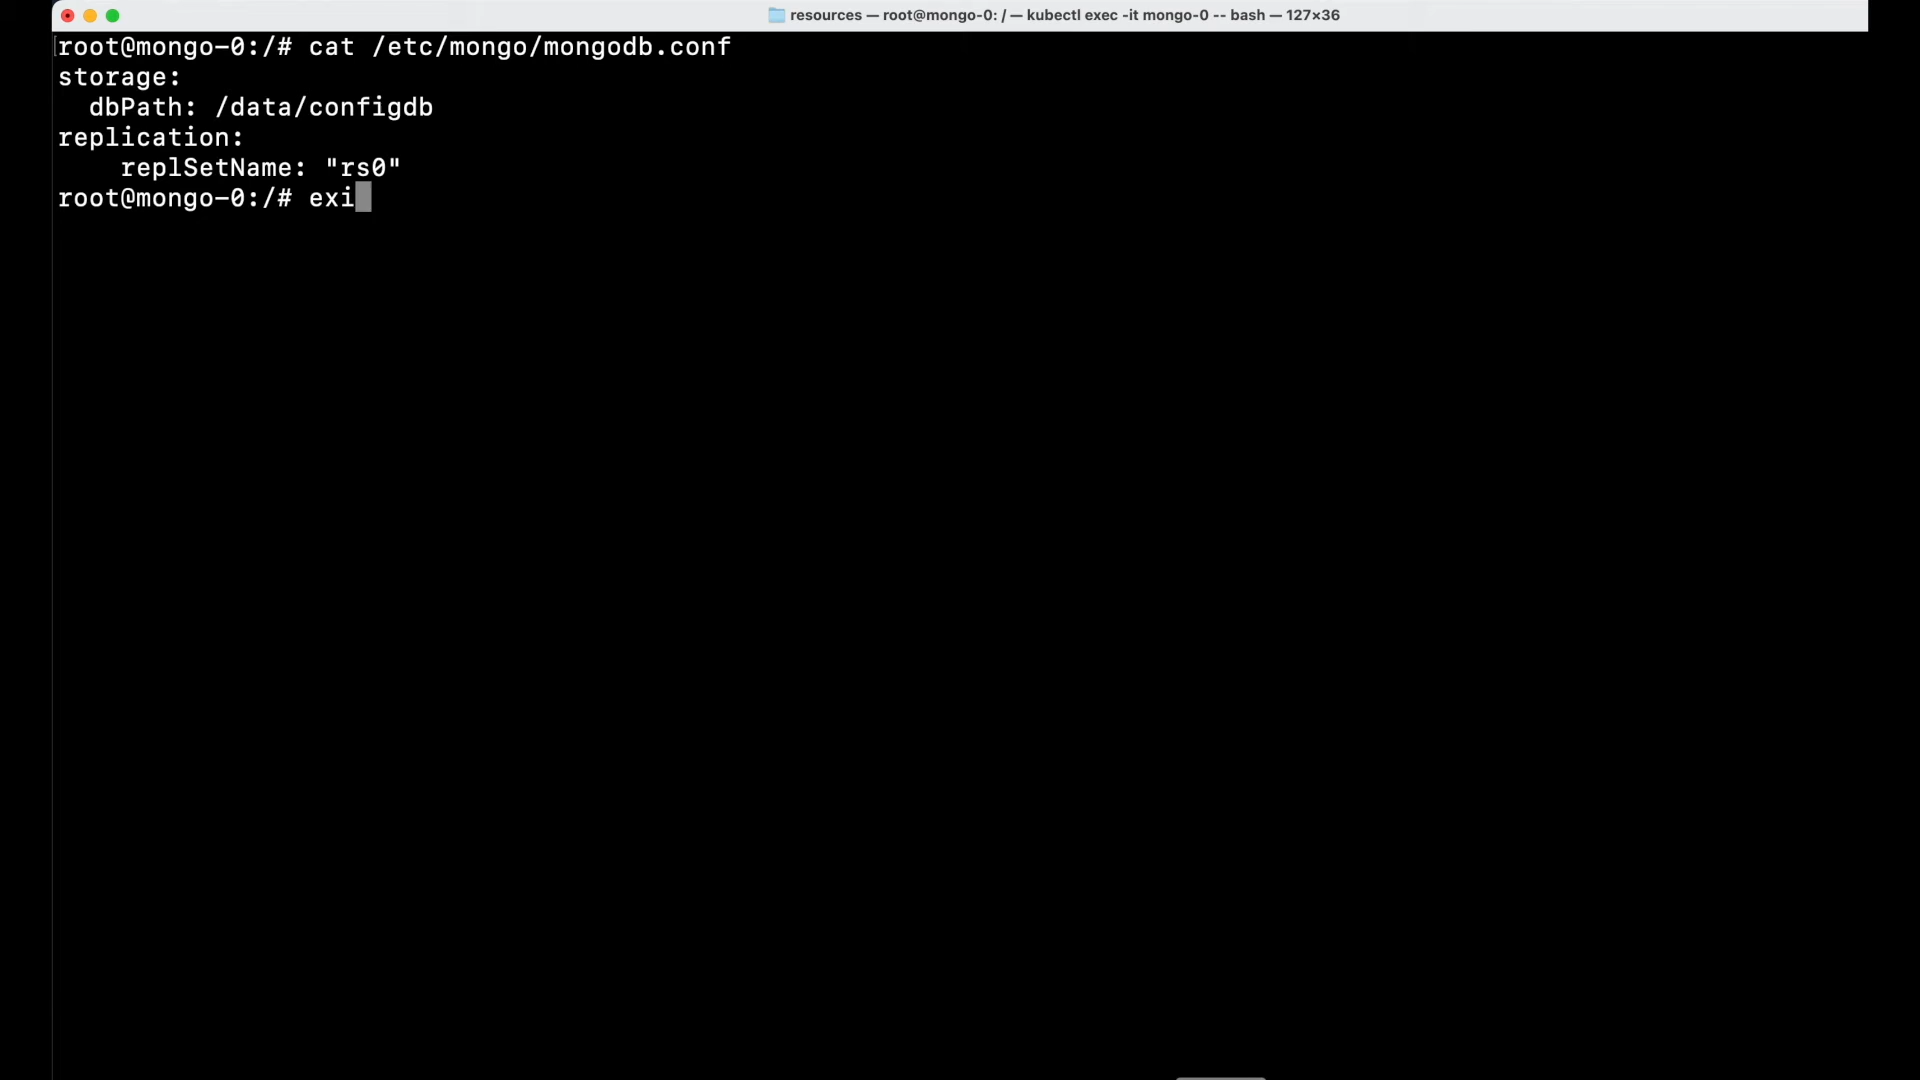 resources — root@mongo-0: / — kubectl exec -it mongo-0 -- bash — 127×36
root@mongo-0:/# cat /etc/mongo/mongodb.conf
storage:
  dbPath: /data/configdb
replication:
    replSetName: "rs0"
root@mongo-0:/# exi